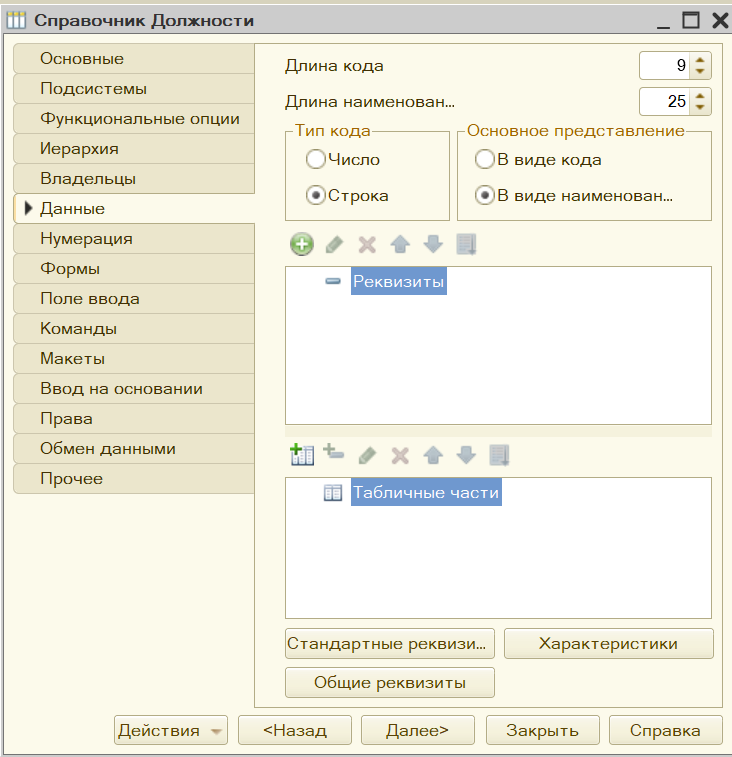 Справочник Должности
Основные
Подсистемы
Функциональные опции
Иерархия
Владельцы
Данные
Нумерация
Формы
Поле ввода
Команды
Макеты
Ввод на основании
Права
Обмен данными
Прочее
Длина кода 9
Длина наименован... 25
Тип кода
Число
Строка
Основное представление
В виде кода
В виде наименован...
Реквизиты
Табличные части
Стандартные реквизи... Характеристики
Общие реквизиты
Действия <Назад Далее> Закрыть Справка